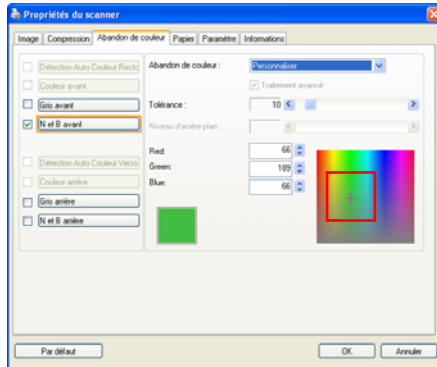 Propriétés du scanner
Image Compression Abandon de couleur Papier Paramètre Informations
Détection Auto Couleur Recto
Couleur avant
Gris avant
N et B avant
Détection Auto Couleur Verso
Couleur arrière
Gris arrière
N et B arrière
Abandon de couleur :
Personnaliser
Traitement avancé
Tolérance :
10
Niveau d'arrière-plan :
Red:
66
Green:
189
Blue:
66
Par défaut
OK
Annuler